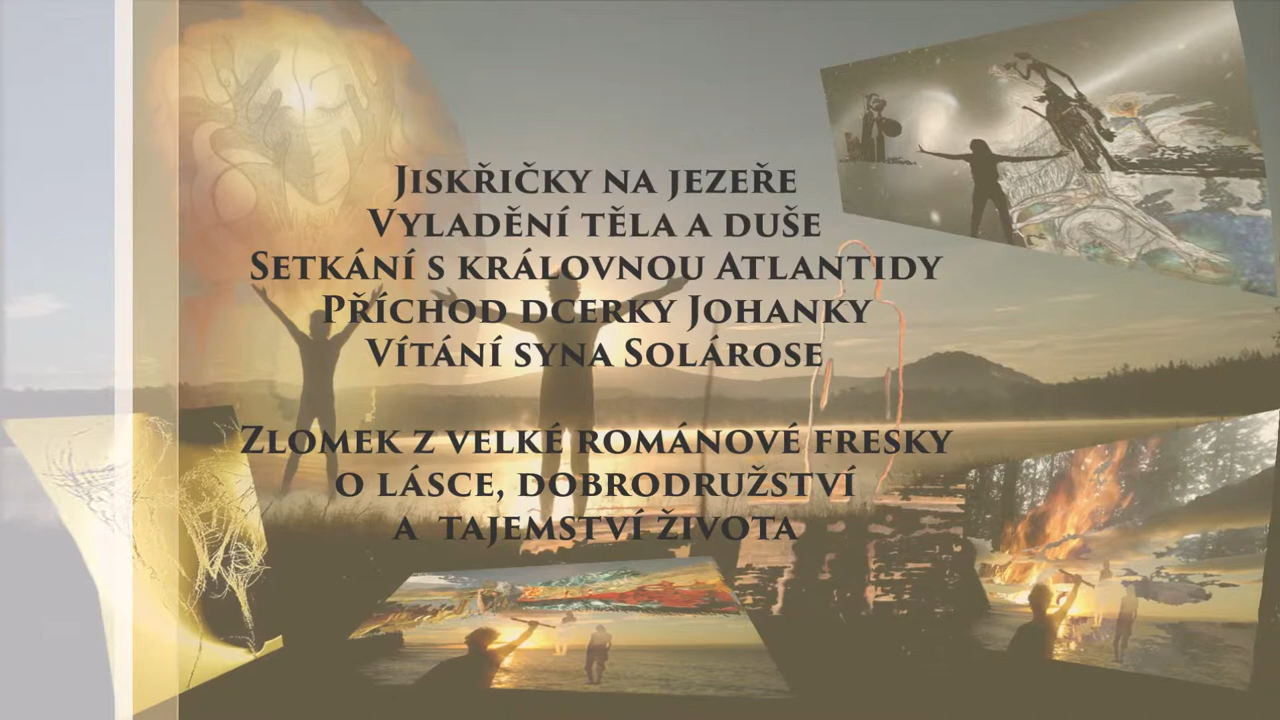 Jiskřičky na jezeře
Vyladění těla a duše
Setkání s královnou Atlantidy
Příchod dcerky Johanky
Vítání syna Solárose
Zlomek z velké románové fresky
o lásce, dobrodružství
a tajemství života